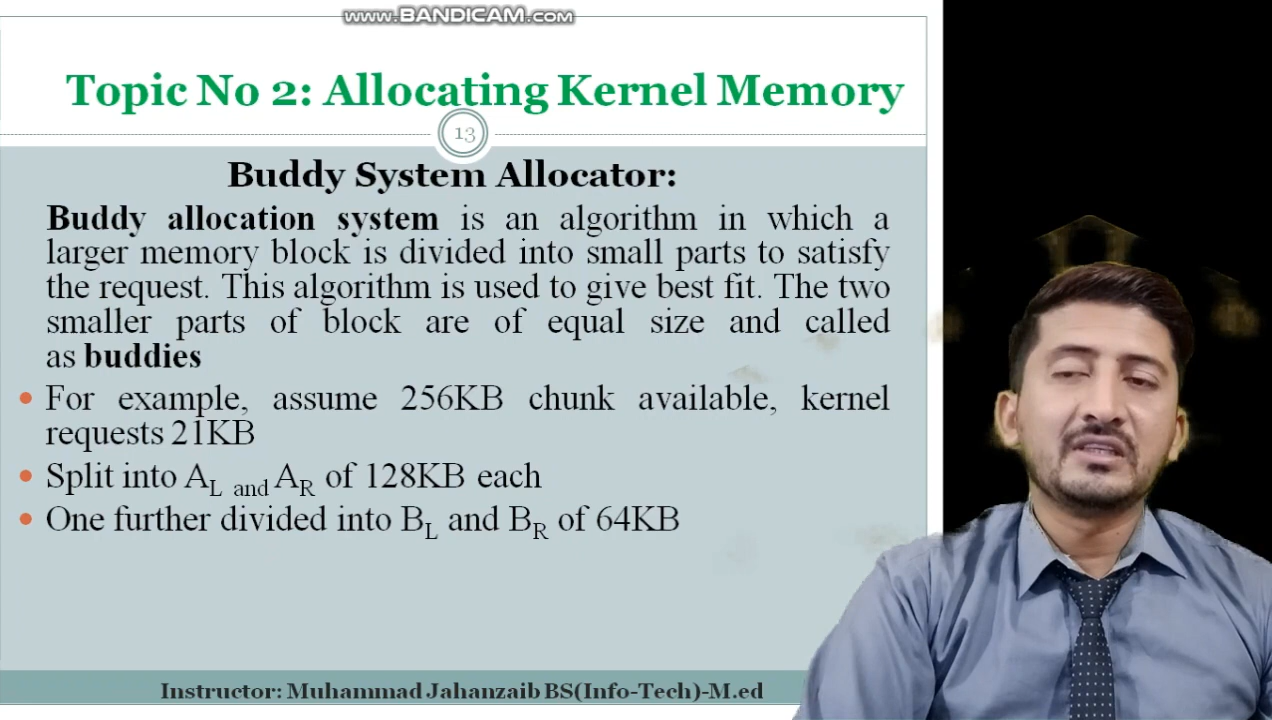 www.BANDICAM.com
Topic No 2: Allocating Kernel Memory
13
Buddy System Allocator:
Buddy allocation system is an algorithm in which a
larger memory block is divided into small parts to satisfy
the request. This algorithm is used to give best fit. The two
smaller parts of block are of equal size and called
as buddies
• For example, assume 256KB chunk available, kernel
requests 21KB
• Split into AL and AR of 128KB each
• One further divided into BL and BR of 64KB
Instructor: Muhammad Jahanzaib BS(Info-Tech)-M.ed